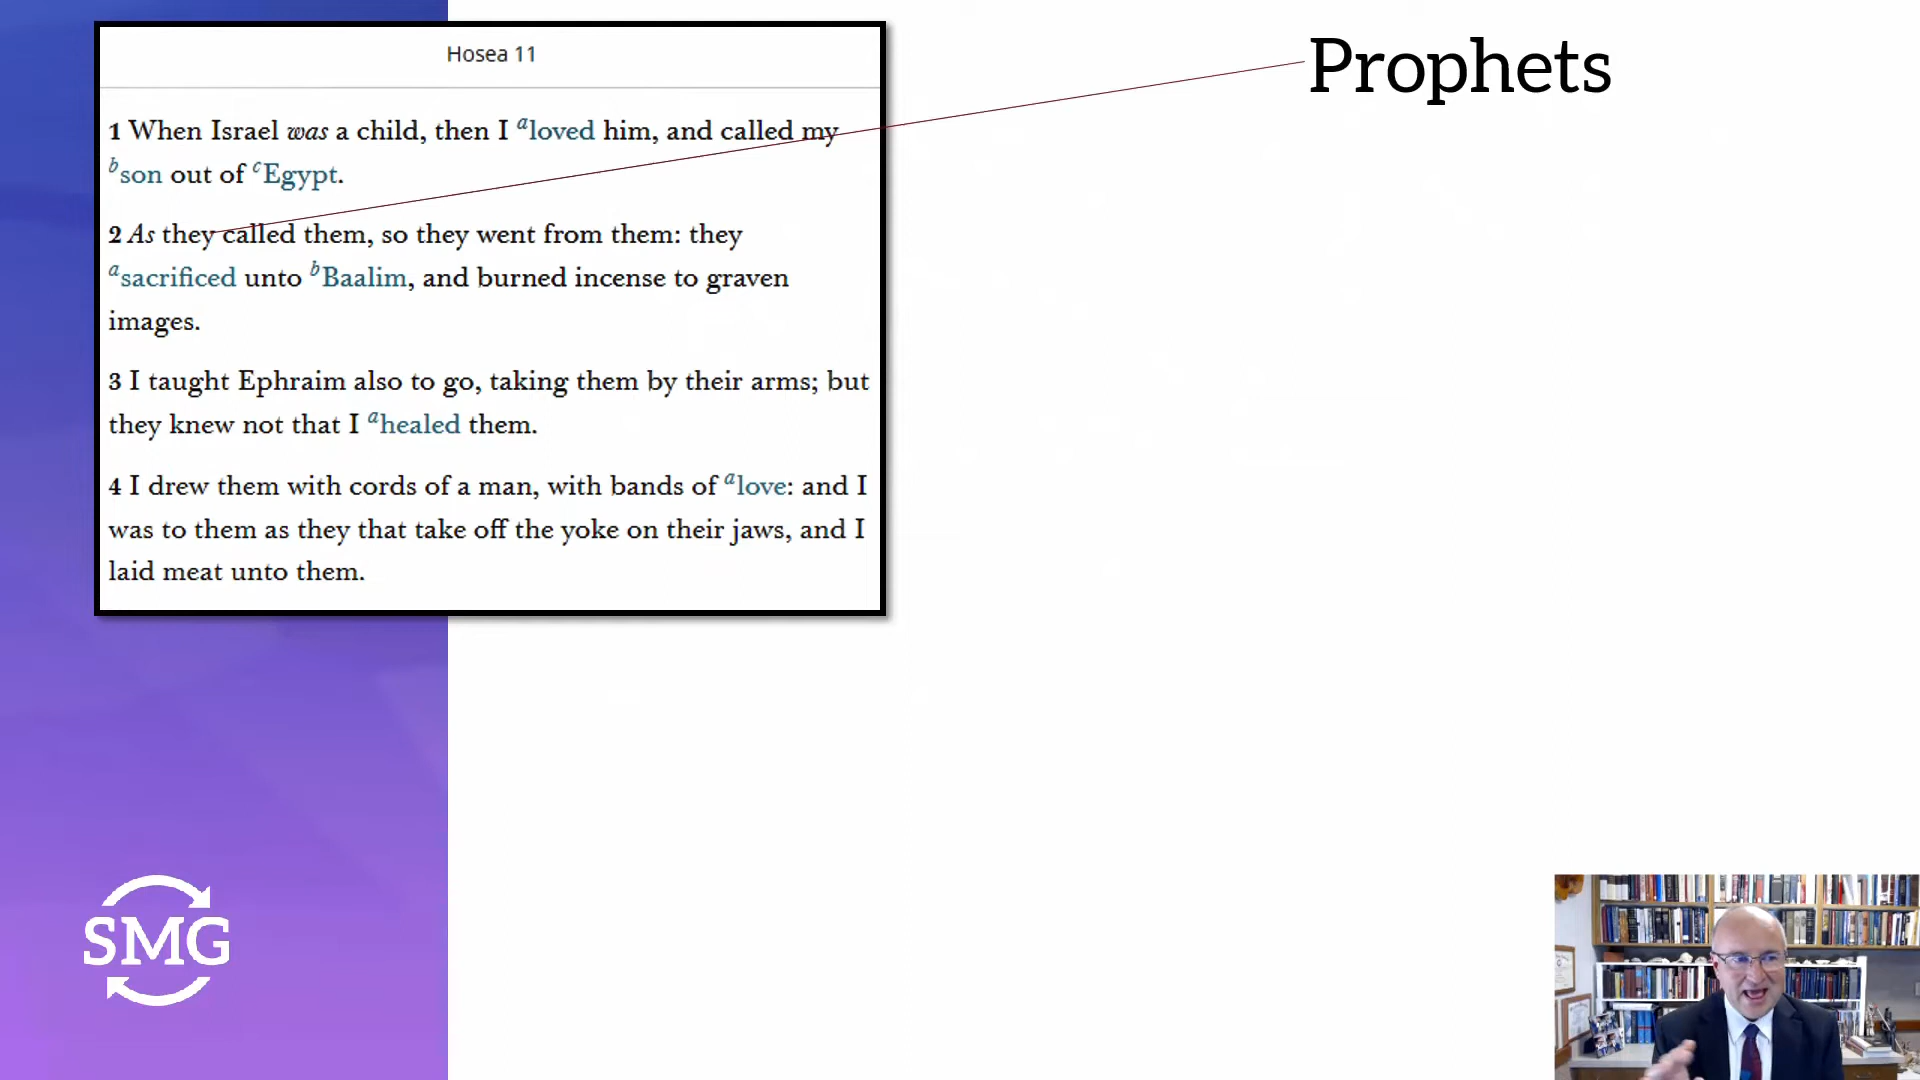 Hosea 11
1 When Israel was a child, then I ᵃloved him, and called my
ᵇson out of ᶜEgypt.
2 As they called them, so they went from them: they
ᵃsacrificed unto ᵇBaalim, and burned incense to graven
images.
3 I taught Ephraim also to go, taking them by their arms; but
they knew not that I ᵃhealed them.
4 I drew them with cords of a man, with bands of ᵃlove: and I
was to them as they that take off the yoke on their jaws, and I
laid meat unto them.
Prophets
SMG